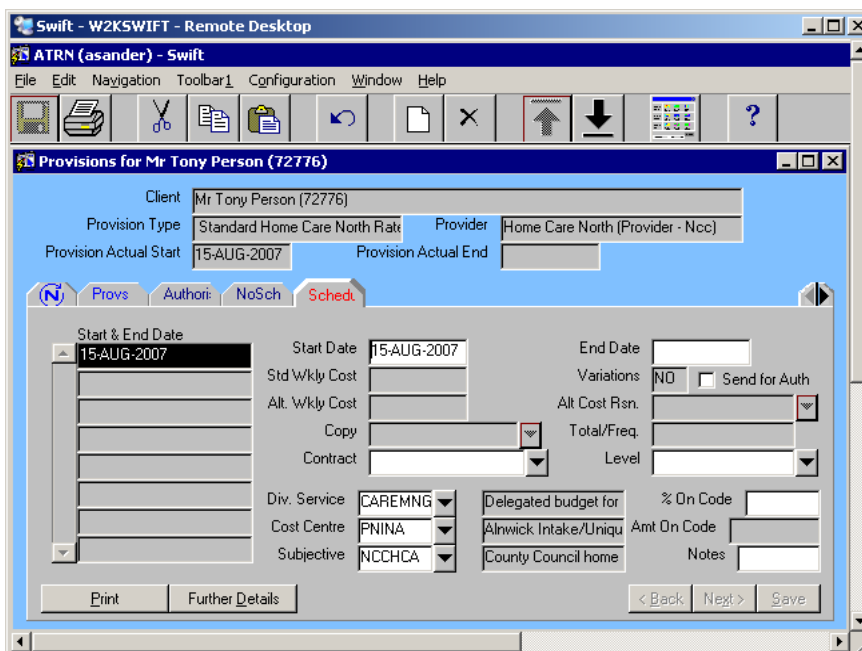 Swift - W2KSWIFT - Remote Desktop
ATRN (asander) - Swift
File Edit Navigation Toolbar1 Configuration Window Help
?
Provisions for Mr Tony Person (72776)
Client Mr Tony Person (72776)
Provision Type Standard Home Care North Rate Provider Home Care North (Provider - Ncc)
Provision Actual Start 15-AUG-2007 Provision Actual End
N Provs Authoris NoSch Schedu
Start & End Date
15-AUG-2007
Start Date 15-AUG-2007 End Date
Std Wkly Cost Variations NO Send for Auth
Alt. Wkly Cost Alt Cost Rsn.
Copy Total/Freq.
Contract Level
Div. Service CAREMNG Delegated budget for % On Code
Cost Centre PNINA Alnwick Intake/Uniqu Amt On Code
Subjective NCCHCA County Council home Notes
Print Further Details < Back Next > Save